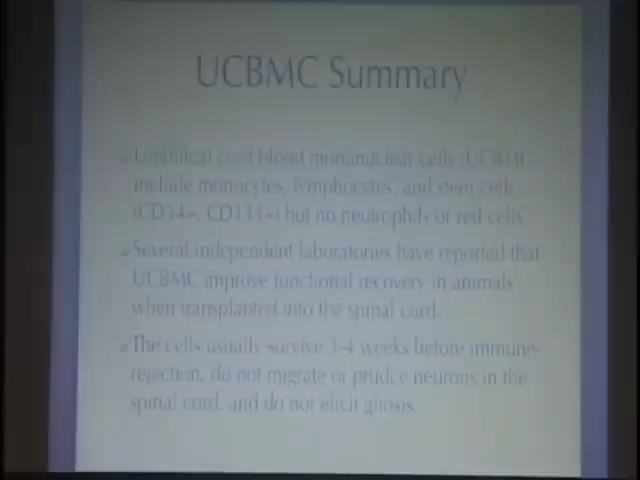 UCBMC Summary
Umbilical cord blood mononuclear cells (UCBMC
include monocytes, lymphocytes, and stem cells
(CD34+, CD133+) but no neutrophils or red cells.
Several independent laboratories have reported that
UCBMC improve functional recovery in animals
when transplanted into the spinal cord.
The cells usually survive 3-4 weeks before immune-
rejection, do not migrate or prudce neurons in the
spinal cord, and do not elicit gliosis.